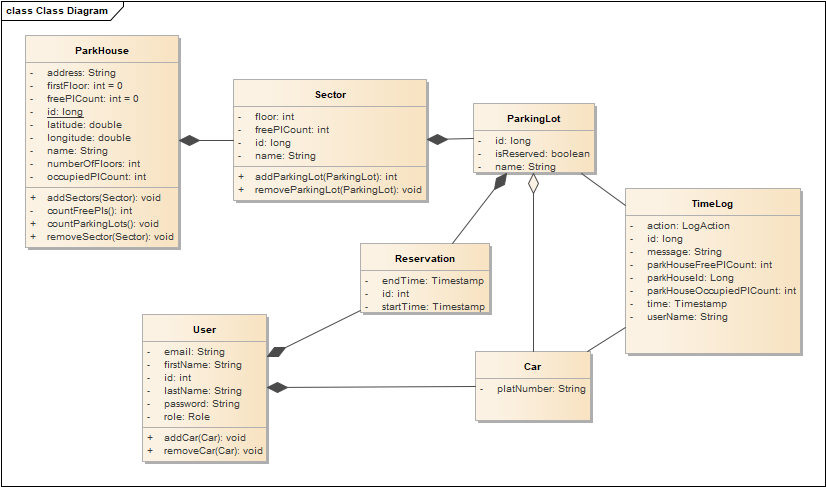 class Class Diagram
ParkHouse
- address: String
- firstFloor: int = 0
- freePlCount: int = 0
- id: long
- latitude: double
- longitude: double
- name: String
- numberOfFloors: int
- occupiedPlCount: int
+ addSectors(Sector): void
- countFreePls(): int
+ countParkingLots(): void
+ removeSector(Sector): void
Sector
- floor: int
- freePlCount: int
- id: long
- name: String
+ addParkingLot(ParkingLot): int
+ removeParkingLot(ParkingLot): void
ParkingLot
- id: long
- isReserved: boolean
- name: String
TimeLog
- action: LogAction
- id: long
- message: String
- parkHouseFreePlCount: int
- parkHouseId: Long
- parkHouseOccupiedPlCount: int
- time: Timestamp
- userName: String
Reservation
- endTime: Timestamp
- id: int
- startTime: Timestamp
User
- email: String
- firstName: String
- id: int
- lastName: String
- password: String
- role: Role
+ addCar(Car): void
+ removeCar(Car): void
Car
- platNumber: String